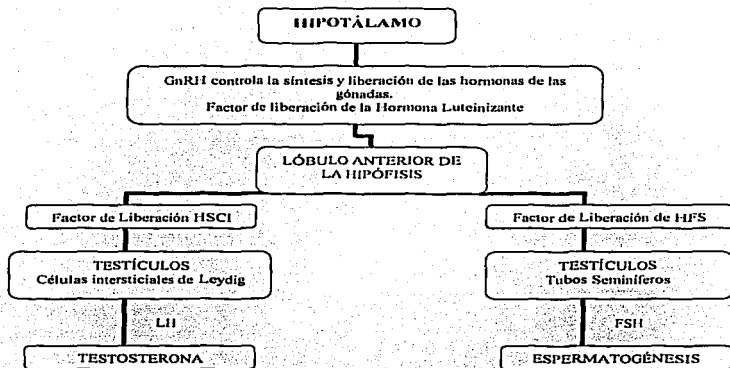 HIPOTÁLAMO
GnRH controla la síntesis y liberación de las hormonas de las
gónadas.
Factor de liberación de la Hormona Luteinizante
LÓBULO ANTERIOR DE
LA HIPÓFISIS
Factor de Liberación HSCI
Factor de Liberación de HFS
TESTÍCULOS
Células intersticiales de Leydig
TESTÍCULOS
Tubos Seminíferos
LH
FSH
TESTOSTERONA
ESPERMATOGÉNESIS